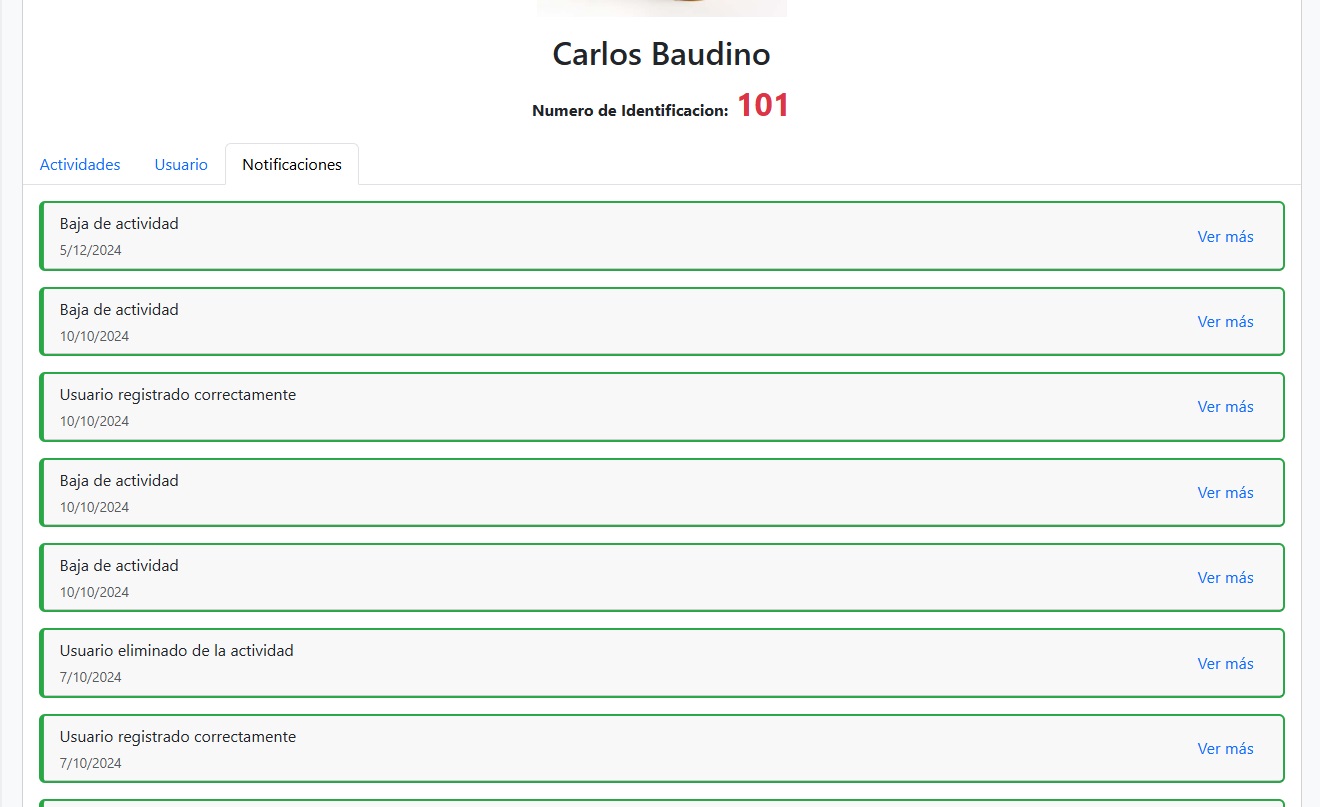 Carlos Baudino
Numero de Identificacion: 101
Actividades Usuario Notificaciones
Baja de actividad
5/12/2024
Ver más
Baja de actividad
10/10/2024
Ver más
Usuario registrado correctamente
10/10/2024
Ver más
Baja de actividad
10/10/2024
Ver más
Baja de actividad
10/10/2024
Ver más
Usuario eliminado de la actividad
7/10/2024
Ver más
Usuario registrado correctamente
7/10/2024
Ver más